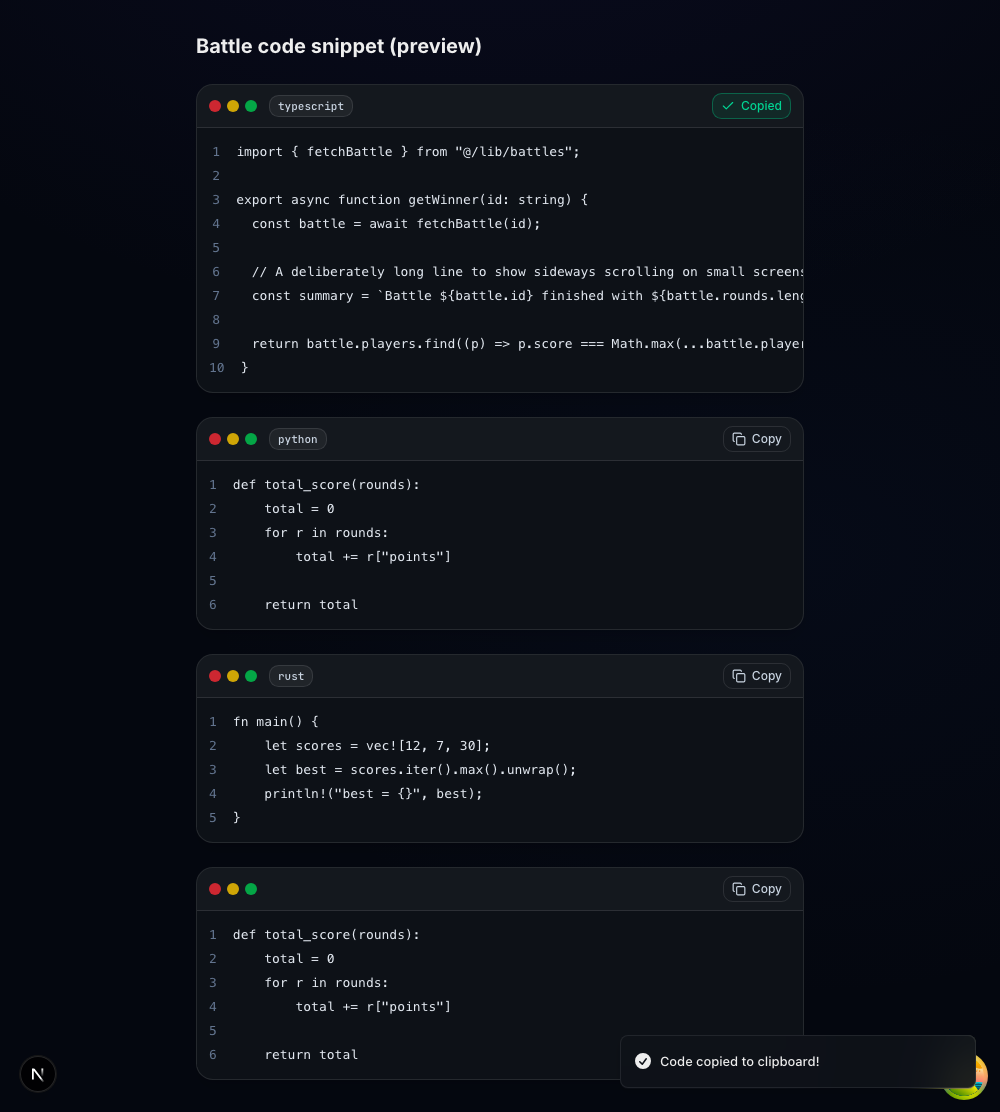 Battle code snippet (preview)
typescript
Copied
1 import { fetchBattle } from "@/lib/battles";
2
3 export async function getWinner(id: string) {
4   const battle = await fetchBattle(id);
5
6   // A deliberately long line to show sideways scrolling on small screens
7   const summary = `Battle ${battle.id} finished with ${battle.rounds.leng
8
9   return battle.players.find((p) => p.score === Math.max(...battle.player
10 }
python
Copy
1 def total_score(rounds):
2     total = 0
3     for r in rounds:
4         total += r["points"]
5
6     return total
rust
Copy
1 fn main() {
2     let scores = vec![12, 7, 30];
3     let best = scores.iter().max().unwrap();
4     println!("best = {}", best);
5 }
Copy
1 def total_score(rounds):
2     total = 0
3     for r in rounds:
4         total += r["points"]
5
6     return total
Code copied to clipboard!
N